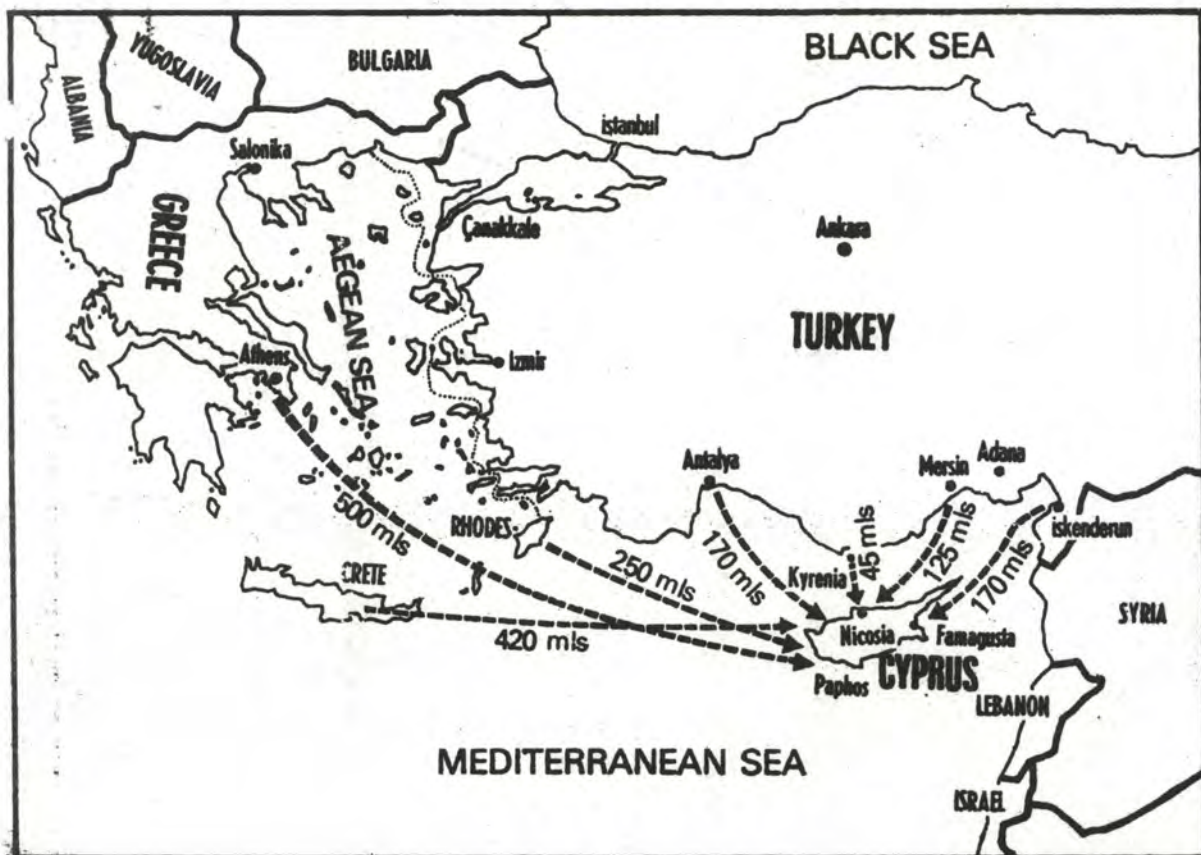 BLACK SEA
YUGOSLAVIA
BULGARIA
ALBANIA
istanbul
Salonika
GREECE
Çanakkale
Ankara
AEGEAN SEA
TURKEY
Athens
Izmir
Antalya
Mersin
Adana
500 mls
RHODES
iskenderun
170 mls
45 mls
125 mls
170 mls
CRETE
250 mls
Kyrenia
SYRIA
420 mls
Nicosia
Famagusta
Paphos
CYPRUS
LEBANON
MEDITERRANEAN SEA
ISRAEL